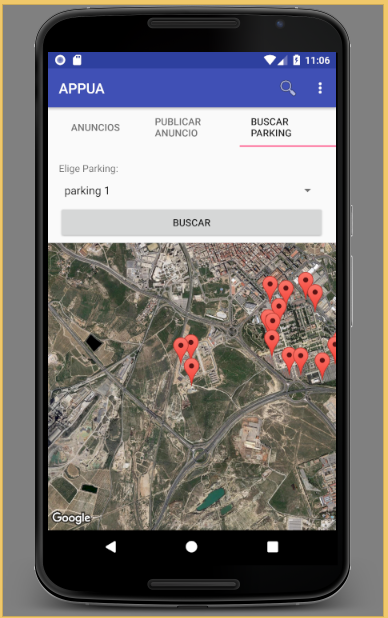 11:06
APPUA
ANUNCIOS
PUBLICAR
ANUNCIO
BUSCAR
PARKING
Elige Parking:
parking 1
BUSCAR
Google